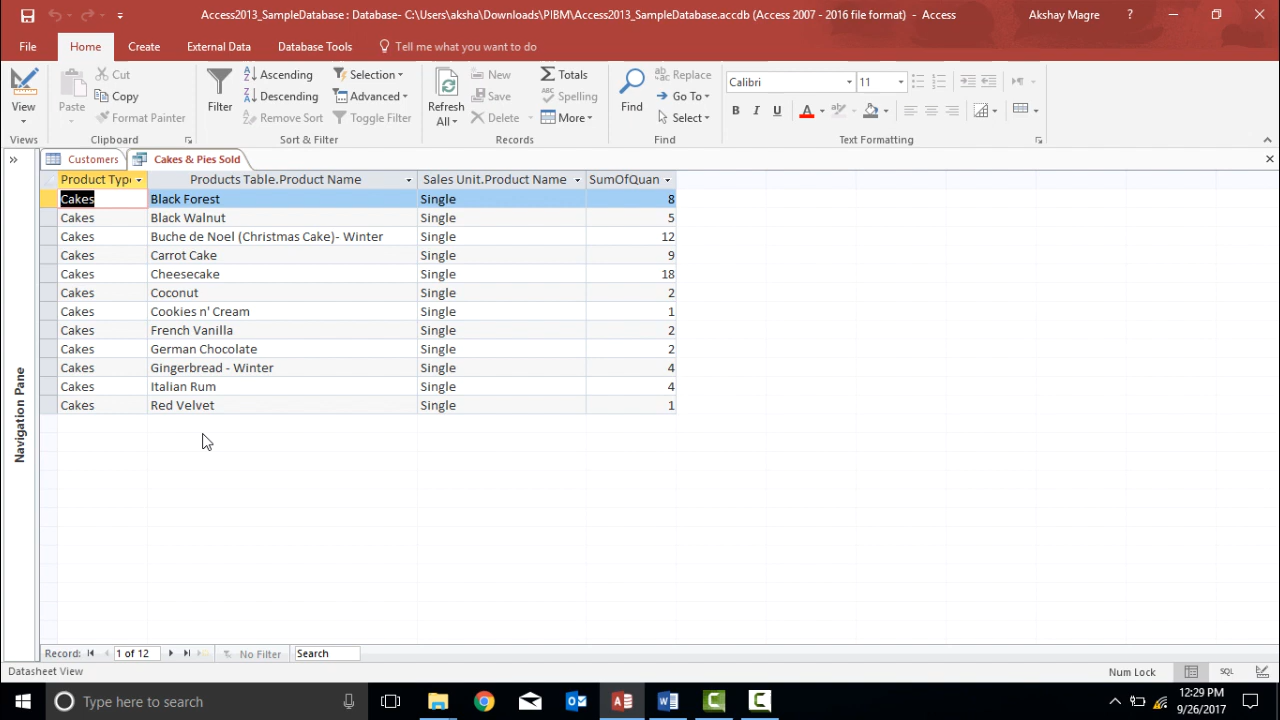 Access2013_SampleDatabase : Database- C:\Users\aksha\Downloads\PIBM\Access2013_SampleDatabase.accdb (Access 2007 - 2016 file format) - Access
Akshay Magre
?
File Home Create External Data Database Tools Tell me what you want to do
View
Views
Paste
Cut
Copy
Format Painter
Clipboard
Filter
Ascending
Descending
Remove Sort
Selection
Advanced
Toggle Filter
Sort & Filter
Refresh
All
New
Save
Delete
Totals
Spelling
More
Records
Find
Replace
Go To
Select
Find
Calibri 11
B I U A
Text Formatting
Customers Cakes & Pies Sold
Product Type Products Table.Product Name Sales Unit.Product Name SumOfQuan
Cakes Black Forest Single 8
Cakes Black Walnut Single 5
Cakes Buche de Noel (Christmas Cake)- Winter Single 12
Cakes Carrot Cake Single 9
Cakes Cheesecake Single 18
Cakes Coconut Single 2
Cakes Cookies n' Cream Single 1
Cakes French Vanilla Single 2
Cakes German Chocolate Single 2
Cakes Gingerbread - Winter Single 4
Cakes Italian Rum Single 4
Cakes Red Velvet Single 1
Navigation Pane
Record: 1 of 12 No Filter Search
Datasheet View Num Lock SQL
Type here to search
12:29 PM
9/26/2017